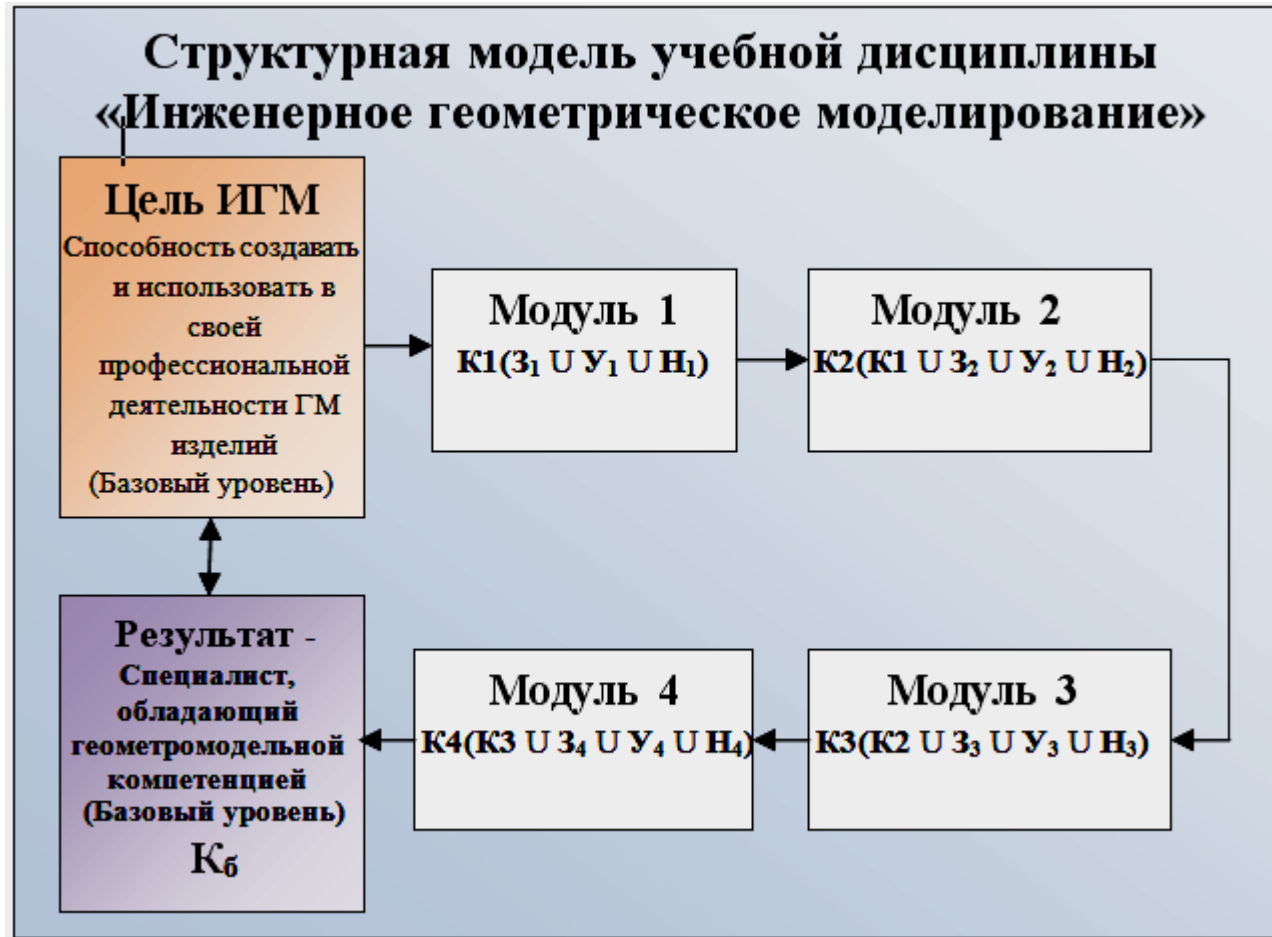 Структурная модель учебной дисциплины
«Инженерное геометрическое моделирование»
Цель ИГМ
Способность создавать
и использовать в
своей
профессиональной
деятельности ГМ
изделий
(Базовый уровень)
Модуль 1
К1(З₁ U У₁ U Н₁)
Модуль 2
К2(К1 U З₂ U У₂ U Н₂)
Модуль 3
К3(К2 U З₃ U У₃ U Н₃)
Модуль 4
К4(К3 U З₄ U У₄ U Н₄)
Результат -
Специалист,
обладающий
геометромодельной
компетенцией
(Базовый уровень)
Кб